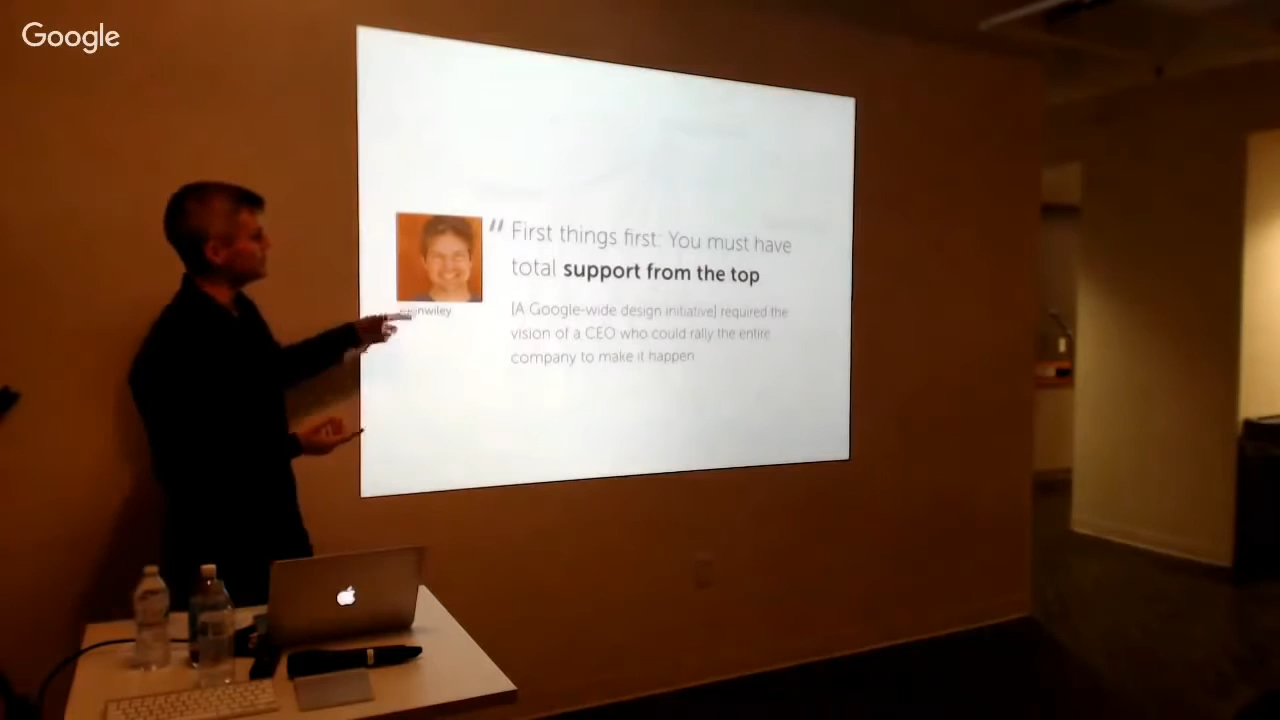 Google
“ First things first: You must have
total support from the top
[A Google-wide design initiative] required the
vision of a CEO who could rally the entire
company to make it happen